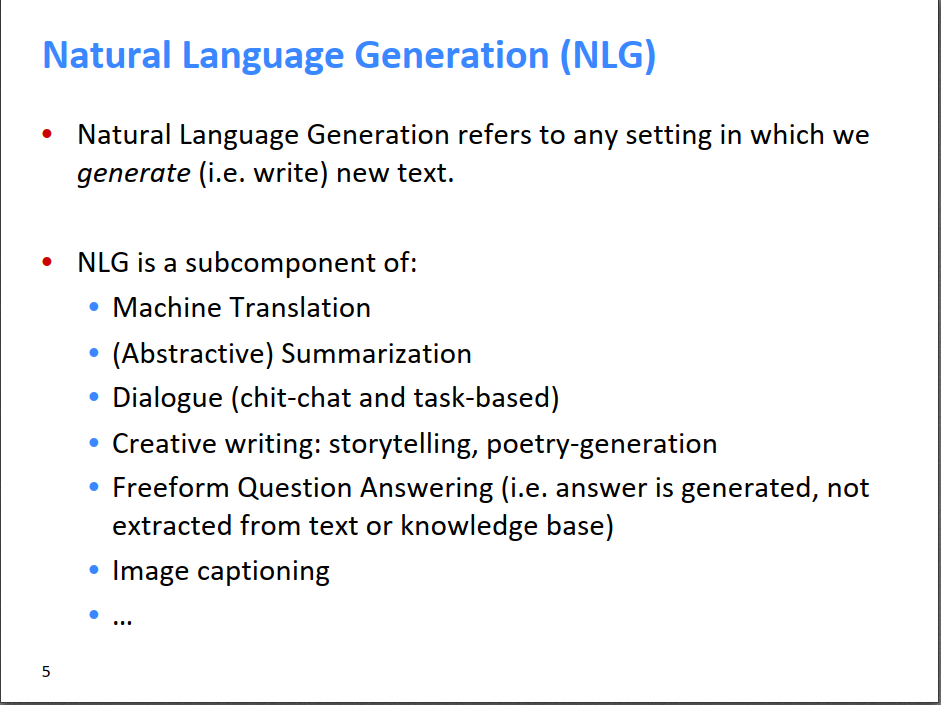 Natural Language Generation (NLG)
• Natural Language Generation refers to any setting in which we
generate (i.e. write) new text.
• NLG is a subcomponent of:
• Machine Translation
• (Abstractive) Summarization
• Dialogue (chit-chat and task-based)
• Creative writing: storytelling, poetry-generation
• Freeform Question Answering (i.e. answer is generated, not
extracted from text or knowledge base)
• Image captioning
• …
5